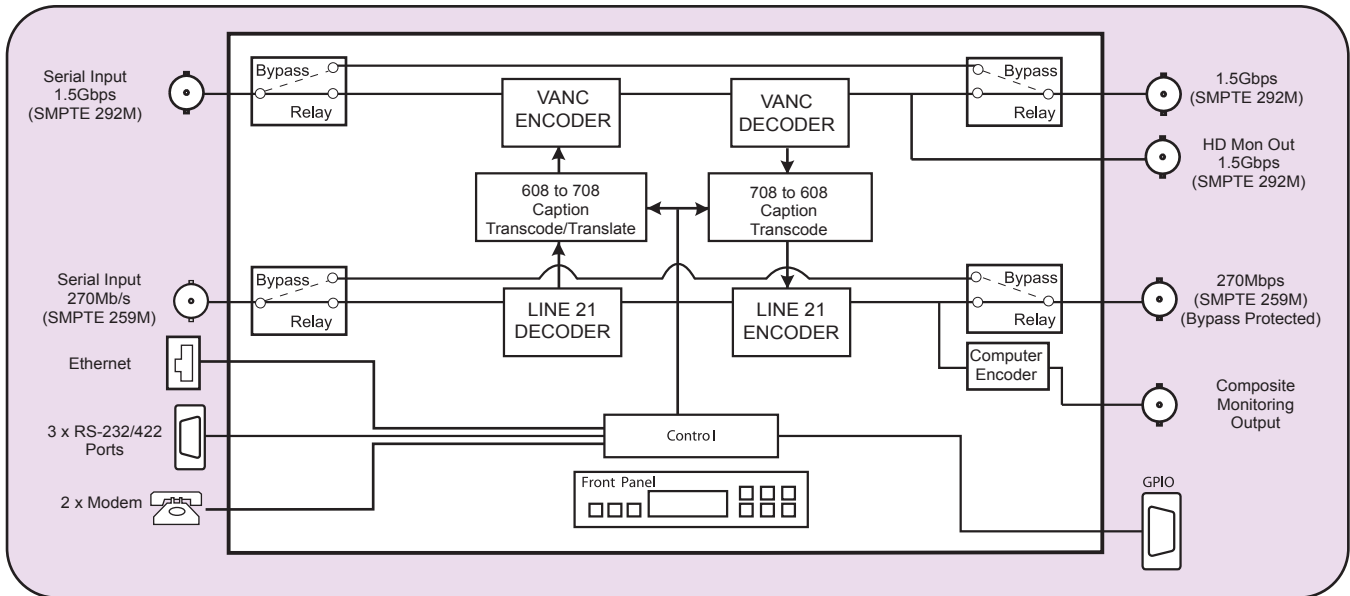 Serial Input
1.5Gbps
(SMPTE 292M)
Bypass
Relay
VANC
ENCODER
VANC
DECODER
Bypass
Relay
1.5Gbps
(SMPTE 292M)
HD Mon Out
1.5Gbps
(SMPTE 292M)
608 to 708
Caption
Transcode/Translate
708 to 608
Caption
Transcode
Serial Input
270Mb/s
(SMPTE 259M)
Bypass
Relay
LINE 21
DECODER
LINE 21
ENCODER
Bypass
Relay
270Mbps
(SMPTE 259M)
(Bypass Protected)
Ethernet
Computer
Encoder
Composite
Monitoring
Output
3 x RS-232/422
Ports
Control
2 x Modem
Front Panel
GPIO